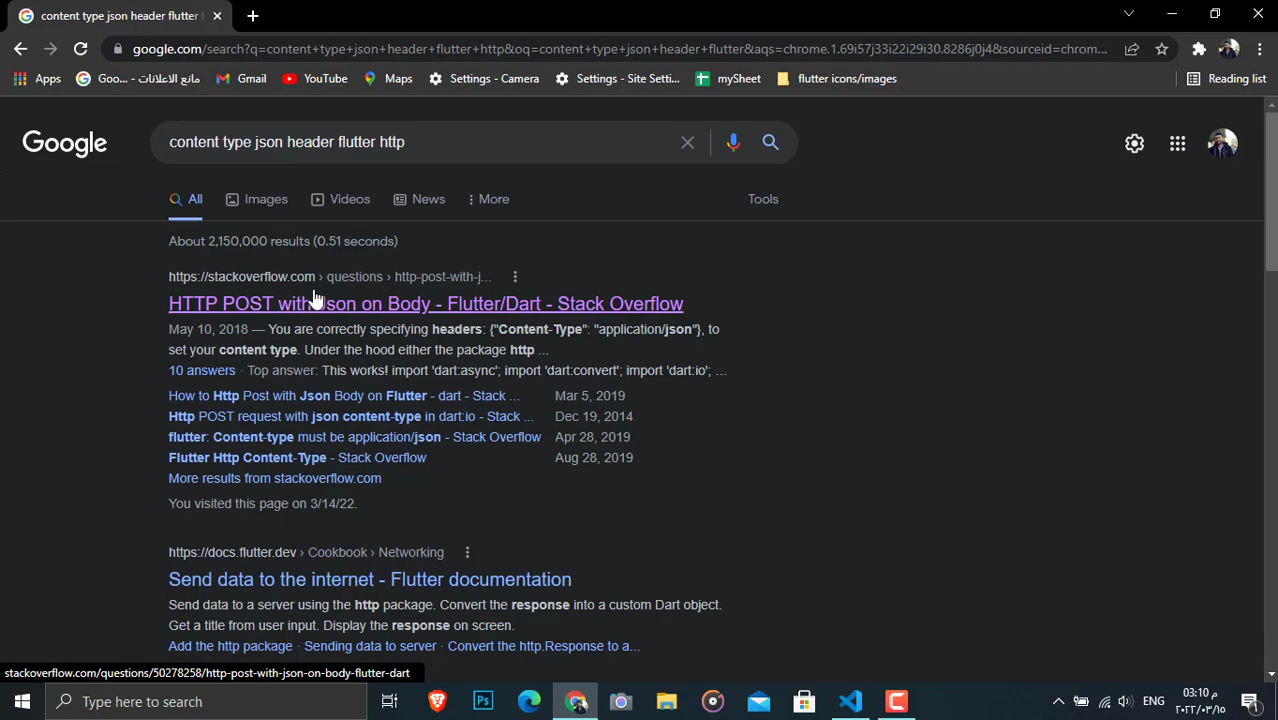 content type json header flutter h
google.com/search?q=content+type+json+header+flutter+http&oq=content+type+json+header+flutter&aqs=chrome.1.69i57j33i22i29i30.8286j0j4&sourceid=chrom...
Apps
Goo... - مانع الاعلانات
Gmail
YouTube
Maps
Settings - Camera
Settings - Site Setti...
mySheet
flutter icons/images
Reading list
Google
content type json header flutter http
All
Images
Videos
News
More
Tools
About 2,150,000 results (0.51 seconds)
https://stackoverflow.com › questions › http-post-with-j...
HTTP POST with Json on Body - Flutter/Dart - Stack Overflow
May 10, 2018 — You are correctly specifying headers: {"Content-Type": "application/json"}, to
set your content type. Under the hood either the package http ...
10 answers · Top answer: This works! import 'dart:async'; import 'dart:convert'; import 'dart:io'; ...
How to Http Post with Json Body on Flutter - dart - Stack ... Mar 5, 2019
Http POST request with json content-type in dart:io - Stack ... Dec 19, 2014
flutter: Content-type must be application/json - Stack Overflow Apr 28, 2019
Flutter Http Content-Type - Stack Overflow Aug 28, 2019
More results from stackoverflow.com
You visited this page on 3/14/22.
https://docs.flutter.dev › Cookbook › Networking
Send data to the internet - Flutter documentation
Send data to a server using the http package. Convert the response into a custom Dart object.
Get a title from user input. Display the response on screen.
Add the http package · Sending data to server · Convert the http.Response to a...
stackoverflow.com/questions/50278258/http-post-with-json-on-body-flutter-dart
Type here to search
Ps
ENG
03:10 م
٢٠٢٢/٠٣/١٥
1